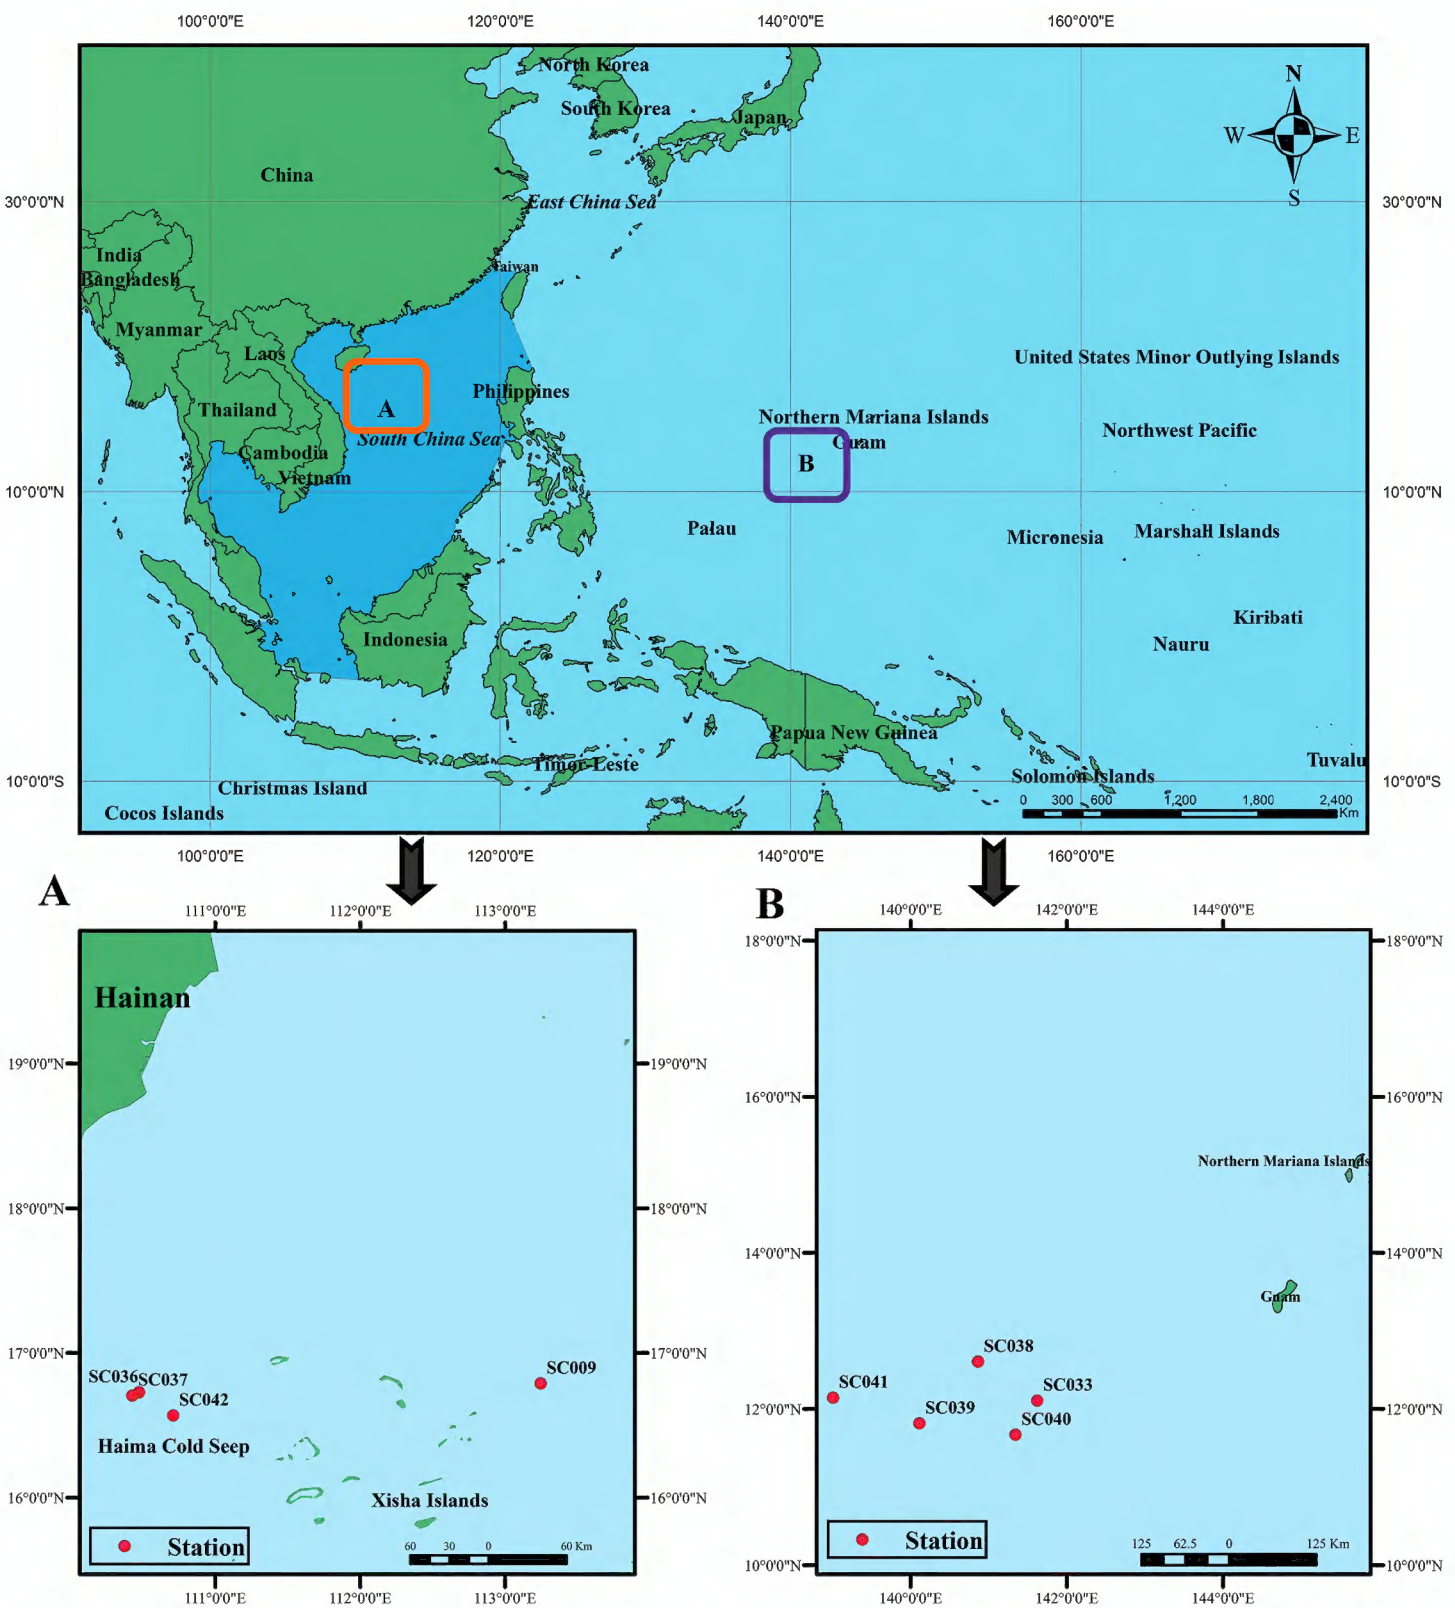 100°0'0"E 120°0'0"E 140°0'0"E 160°0'0"E
North Korea
N
South Korea
Japan
W E
China
S
30°0'0"N East China Sea 30°0'0"N
India
Taiwan
Bangladesh
Myanmar
Laos
United States Minor Outlying Islands
Philippines
Thailand
A
Northern Mariana Islands
Northwest Pacific
South China Sea
Guam
Cambodia
B
Vietnam
10°0'0"N 10°0'0"N
Palau
Micronesia
Marshall Islands
Kiribati
Indonesia
Nauru
Papua New Guinea
Timor-Leste
Tuvalu
Solomon Islands
10°0'0"S 10°0'0"S
Christmas Island
0 300 600 1,200 1,800 2,400
Km
Cocos Islands
100°0'0"E 120°0'0"E 140°0'0"E 160°0'0"E
A
111°0'0"E 112°0'0"E 113°0'0"E
Hainan
19°0'0"N 19°0'0"N
18°0'0"N 18°0'0"N
17°0'0"N 17°0'0"N
SC009
SC036
SC037
SC042
Haima Cold Seep
16°0'0"N 16°0'0"N
Xisha Islands
Station
60 30 0 60 Km
111°0'0"E 112°0'0"E 113°0'0"E
B
140°0'0"E 142°0'0"E 144°0'0"E
18°0'0"N 18°0'0"N
16°0'0"N 16°0'0"N
Northern Mariana Islands
14°0'0"N 14°0'0"N
Guam
SC038
SC041
SC033
SC039
12°0'0"N 12°0'0"N
SC040
Station
125 62.5 0 125 Km
10°0'0"N 10°0'0"N
140°0'0"E 142°0'0"E 144°0'0"E